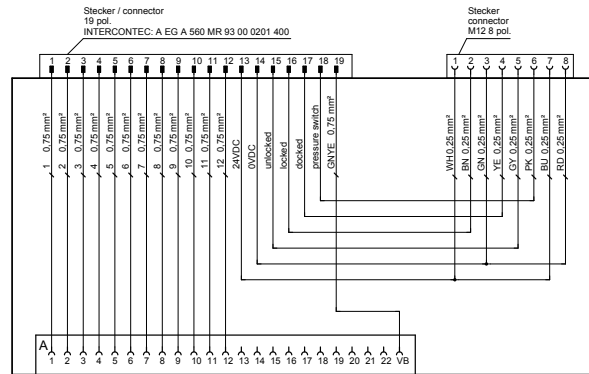 Stecker / connector
19 pol.
INTERCONTEC: A EG A 560 MR 93 00 0201 400
Stecker
connector
M12 8 pol.
1 2 3 4 5 6 7 8 9 10 11 12 13 14 15 16 17 18 19
1 2 3 4 5 6 7 8
1 0,75 mm²
2 0,75 mm²
3 0,75 mm²
4 0,75 mm²
5 0,75 mm²
6 0,75 mm²
7 0,75 mm²
8 0,75 mm²
9 0,75 mm²
10 0,75 mm²
11 0,75 mm²
12 0,75 mm²
24VDC
0VDC
unlocked
locked
docked
pressure switch
GNYE 0,75 mm²
WH 0,25 mm²
BN 0,25 mm²
GN 0,25 mm²
YE 0,25 mm²
GY 0,25 mm²
PK 0,25 mm²
BU 0,25 mm²
RD 0,25 mm²
A
1 2 3 4 5 6 7 8 9 10 11 12 13 14 15 16 17 18 19 20 21 22 VB